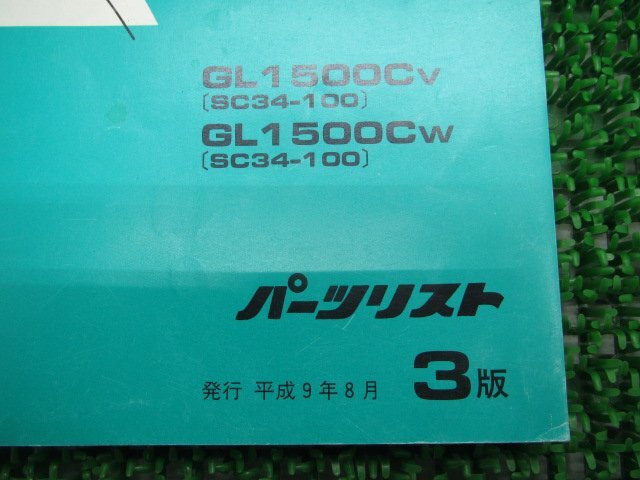 GL1500CV
〔SC34-100〕
GL1500CW
〔SC34-100〕
パーツリスト
発行 平成9年8月 3版